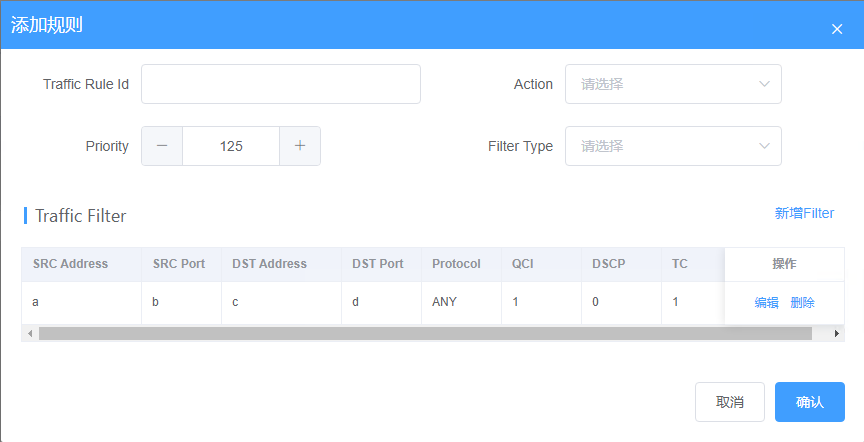 添加规则
Traffic Rule Id
Action 请选择
Priority 125
Filter Type 请选择
Traffic Filter
新增Filter
SRC Address SRC Port DST Address DST Port Protocol QCI DSCP TC 操作
a b c d ANY 1 0 1 编辑 删除
取消 确认